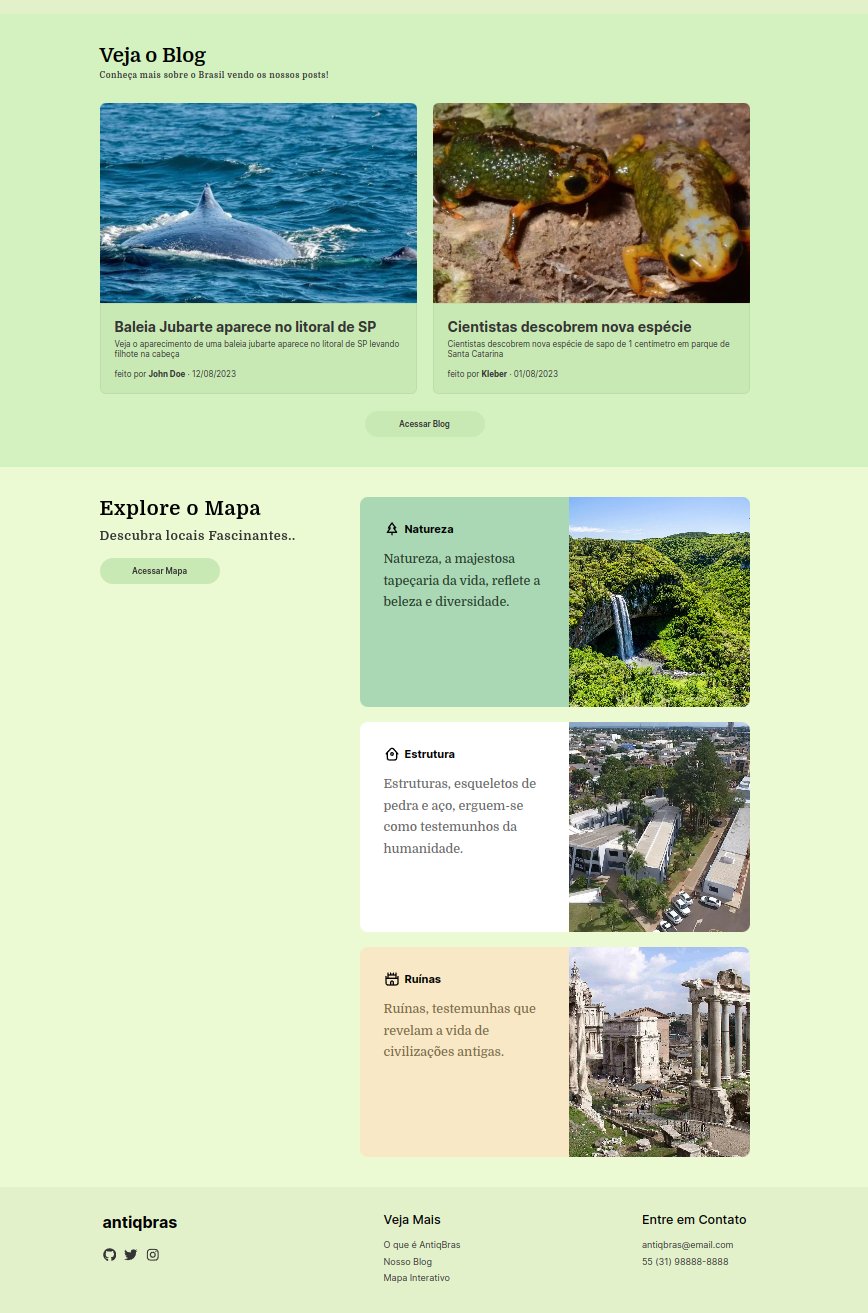 Veja o Blog
Conheça mais sobre o Brasil vendo os nossos posts!
Baleia Jubarte aparece no litoral de SP
Veja o aparecimento de uma baleia jubarte aparece no litoral de SP levando
filhote na cabeça
feito por John Doe · 12/08/2023
Cientistas descobrem nova espécie
Cientistas descobrem nova espécie de sapo de 1 centímetro em parque de
Santa Catarina
feito por Kleber · 01/08/2023
Acessar Blog
Explore o Mapa
Descubra locais Fascinantes..
Acessar Mapa
Natureza
Natureza, a majestosa
tapeçaria da vida, reflete a
beleza e diversidade.
Estrutura
Estruturas, esqueletos de
pedra e aço, erguem-se
como testemunhos da
humanidade.
Ruínas
Ruínas, testemunhas que
revelam a vida de
civilizações antigas.
antiqbras
Veja Mais
O que é AntiqBras
Nosso Blog
Mapa Interativo
Entre em Contato
antiqbras@email.com
55 (31) 98888-8888